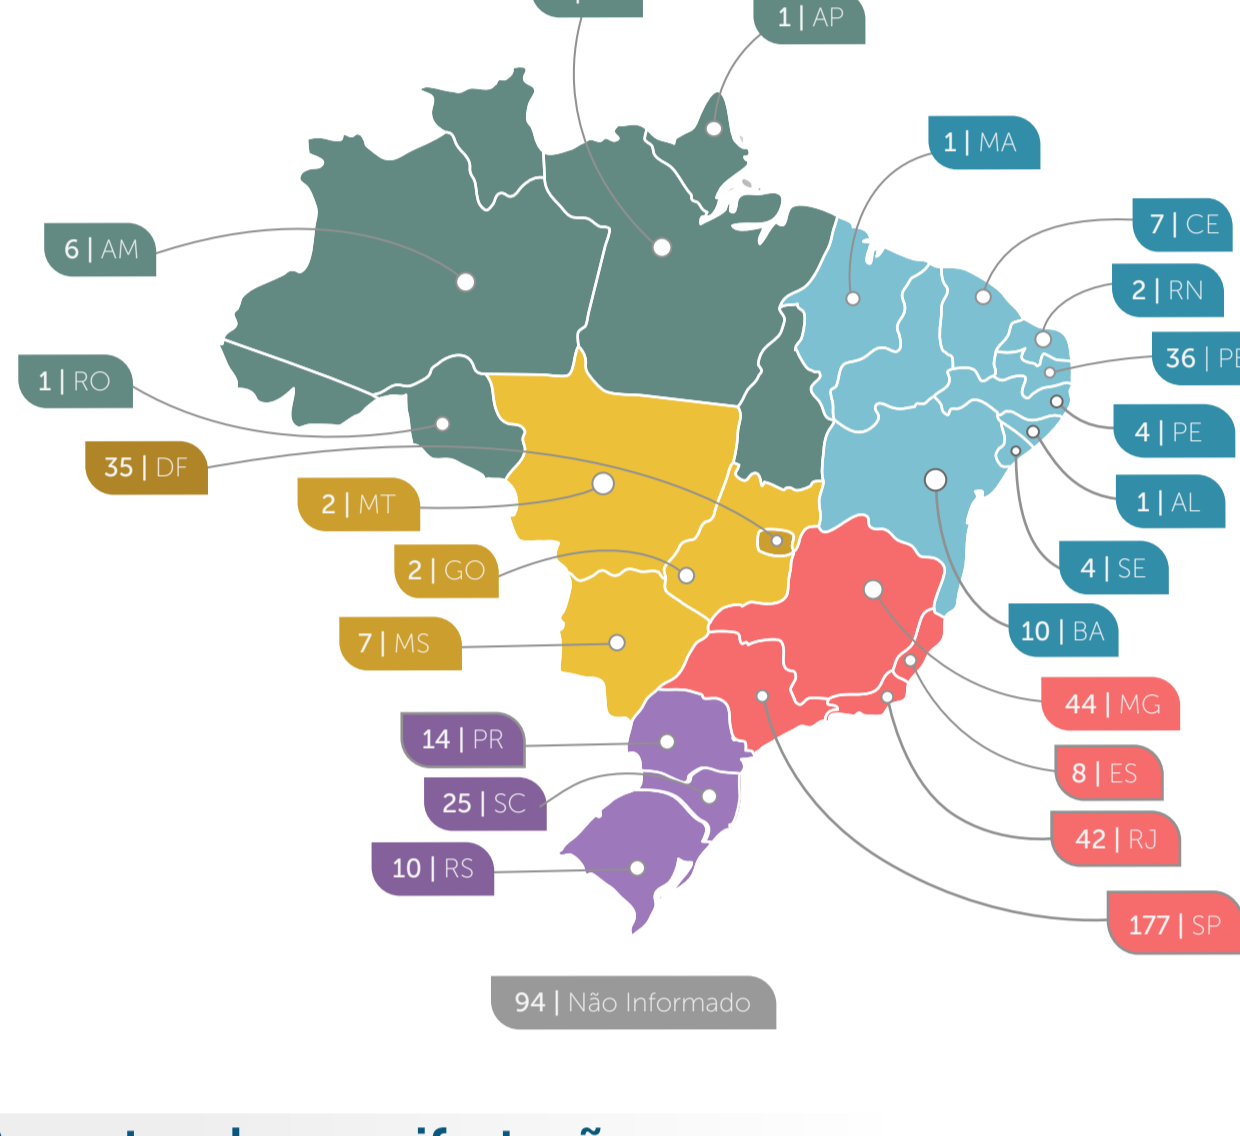 1 | AP
1 | MA
7 | CE
6 | AM
2 | RN
36 |
1 | RO
4 | PE
35 | DF
2 | MT
1 | AL
2 | GO
4 | SE
10 | BA
7 | MS
44 | MG
14 | PR
8 | ES
25 | SC
42 | RJ
10 | RS
177 | SP
94 | Não Informado